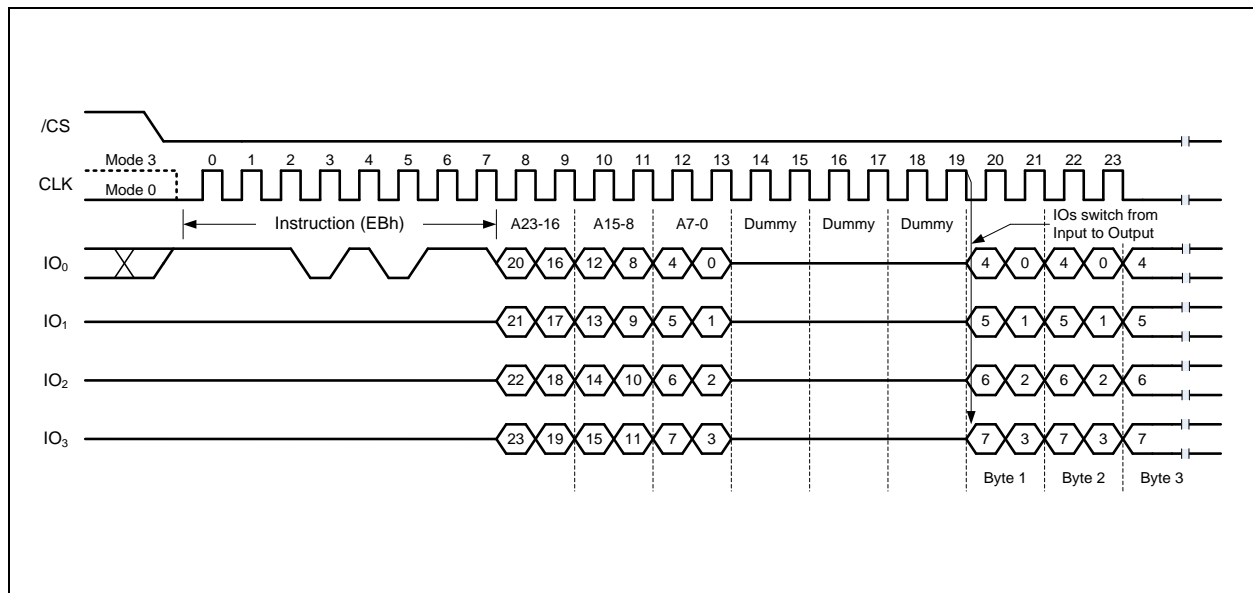 /CS
Mode 3 0 1 2 3 4 5 6 7 8 9 10 11 12 13 14 15 16 17 18 19 20 21 22 23
CLK
Mode 0
Instruction (EBh) A23-16 A15-8 A7-0 Dummy Dummy Dummy IOs switch from
Input to Output
IO₀ 20 16 12 8 4 0 4 0 4 0 4
IO₁ 21 17 13 9 5 1 5 1 5 1 5
IO₂ 22 18 14 10 6 2 6 2 6 2 6
IO₃ 23 19 15 11 7 3 7 3 7 3 7
Byte 1 Byte 2 Byte 3